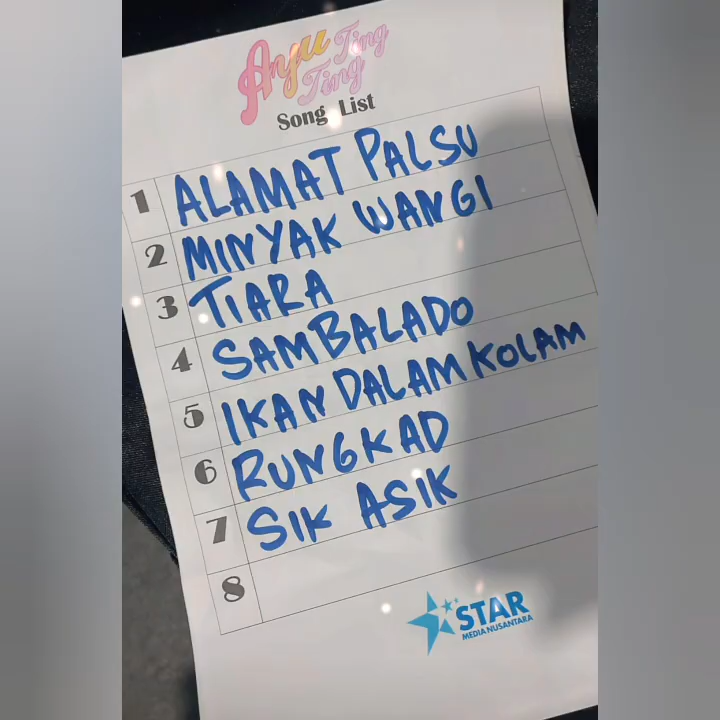 Ayu Ting Ting
Song List
1 ALAMAT PALSU
2 MINYAK WANGI
3 TIARA
4 SAMBALADO
5 IKAN DALAM KOLAM
6 RUNGKAD
7 SIK ASIK
8
STAR
MEDIA NUSANTARA